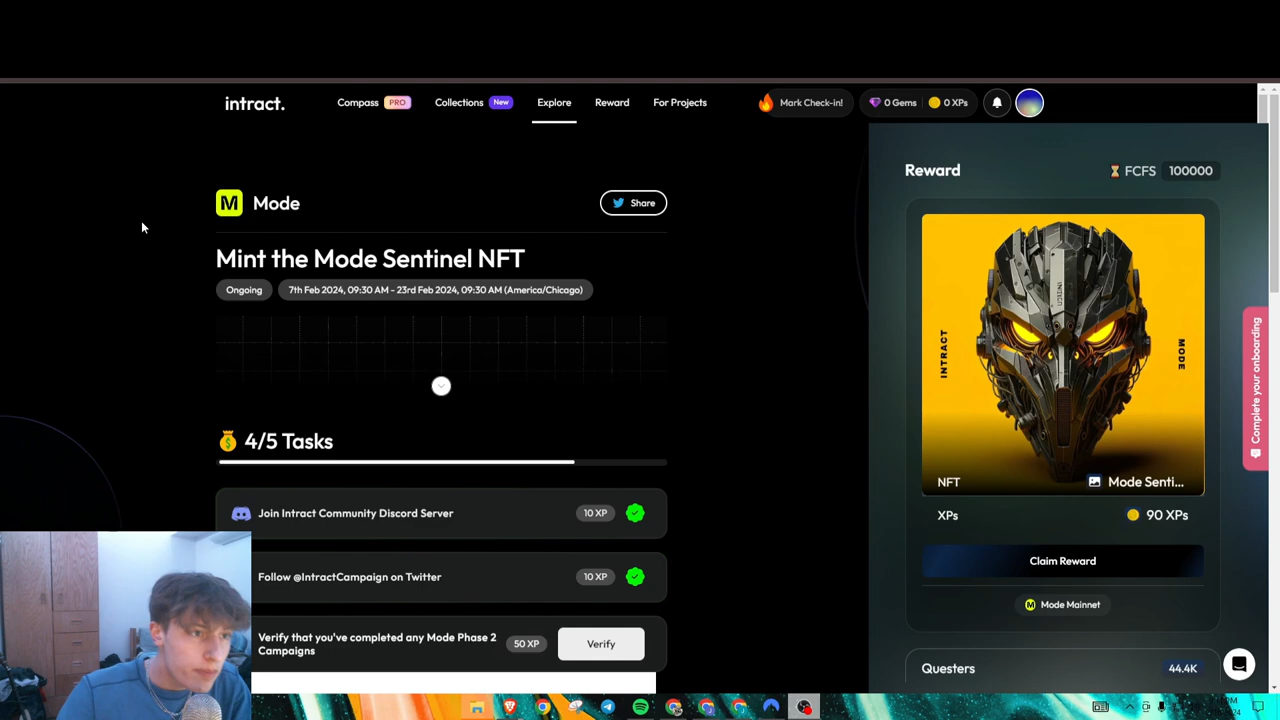 intract.
Compass PRO
Collections New
Explore
Reward
For Projects
Mark Check-in!
0 Gems
0 XPs
M Mode
Share
Mint the Mode Sentinel NFT
Ongoing
7th Feb 2024, 09:30 AM - 23rd Feb 2024, 09:30 AM (America/Chicago)
4/5 Tasks
Join Intract Community Discord Server
10 XP
Follow @IntractCampaign on Twitter
10 XP
Verify that you've completed any Mode Phase 2
Campaigns
50 XP
Verify
Reward
FCFS 100000
INTRACT
MODE
NFT
Mode Senti...
XPs
90 XPs
Claim Reward
M Mode Mainnet
Questers
44.4K
Complete your onboarding